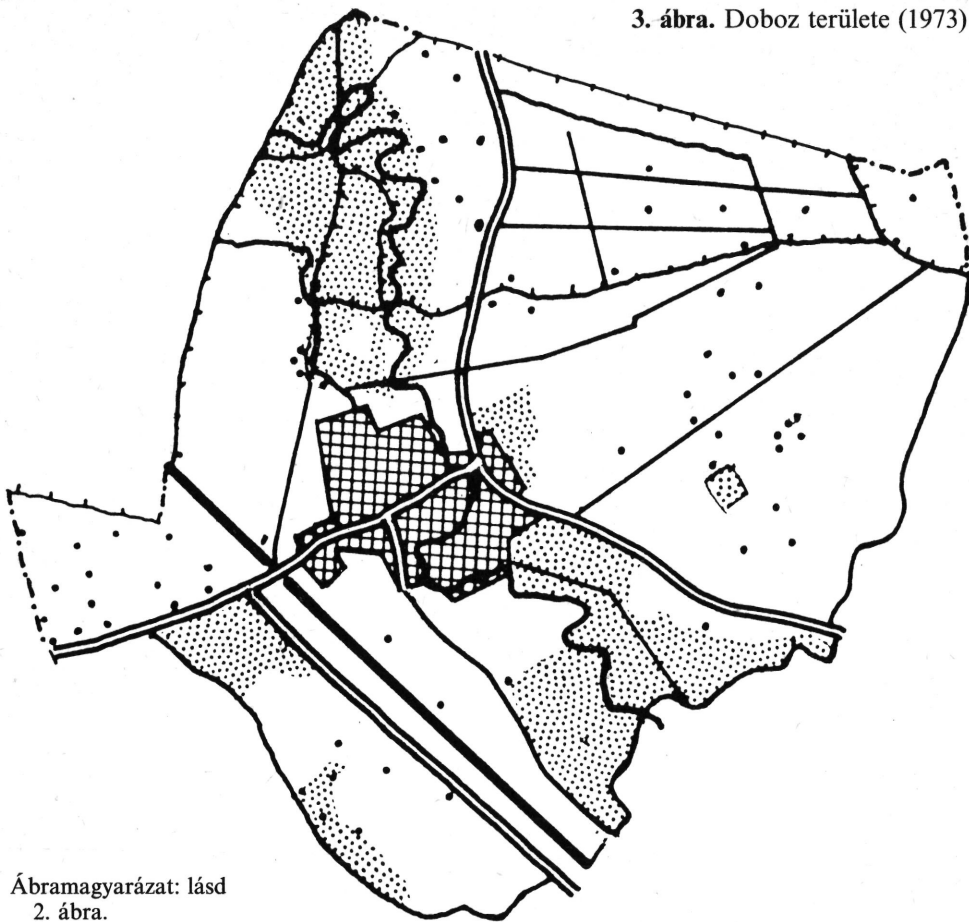 3. ábra. Doboz területe (1973)
Ábramagyarázat: lásd
2. ábra.